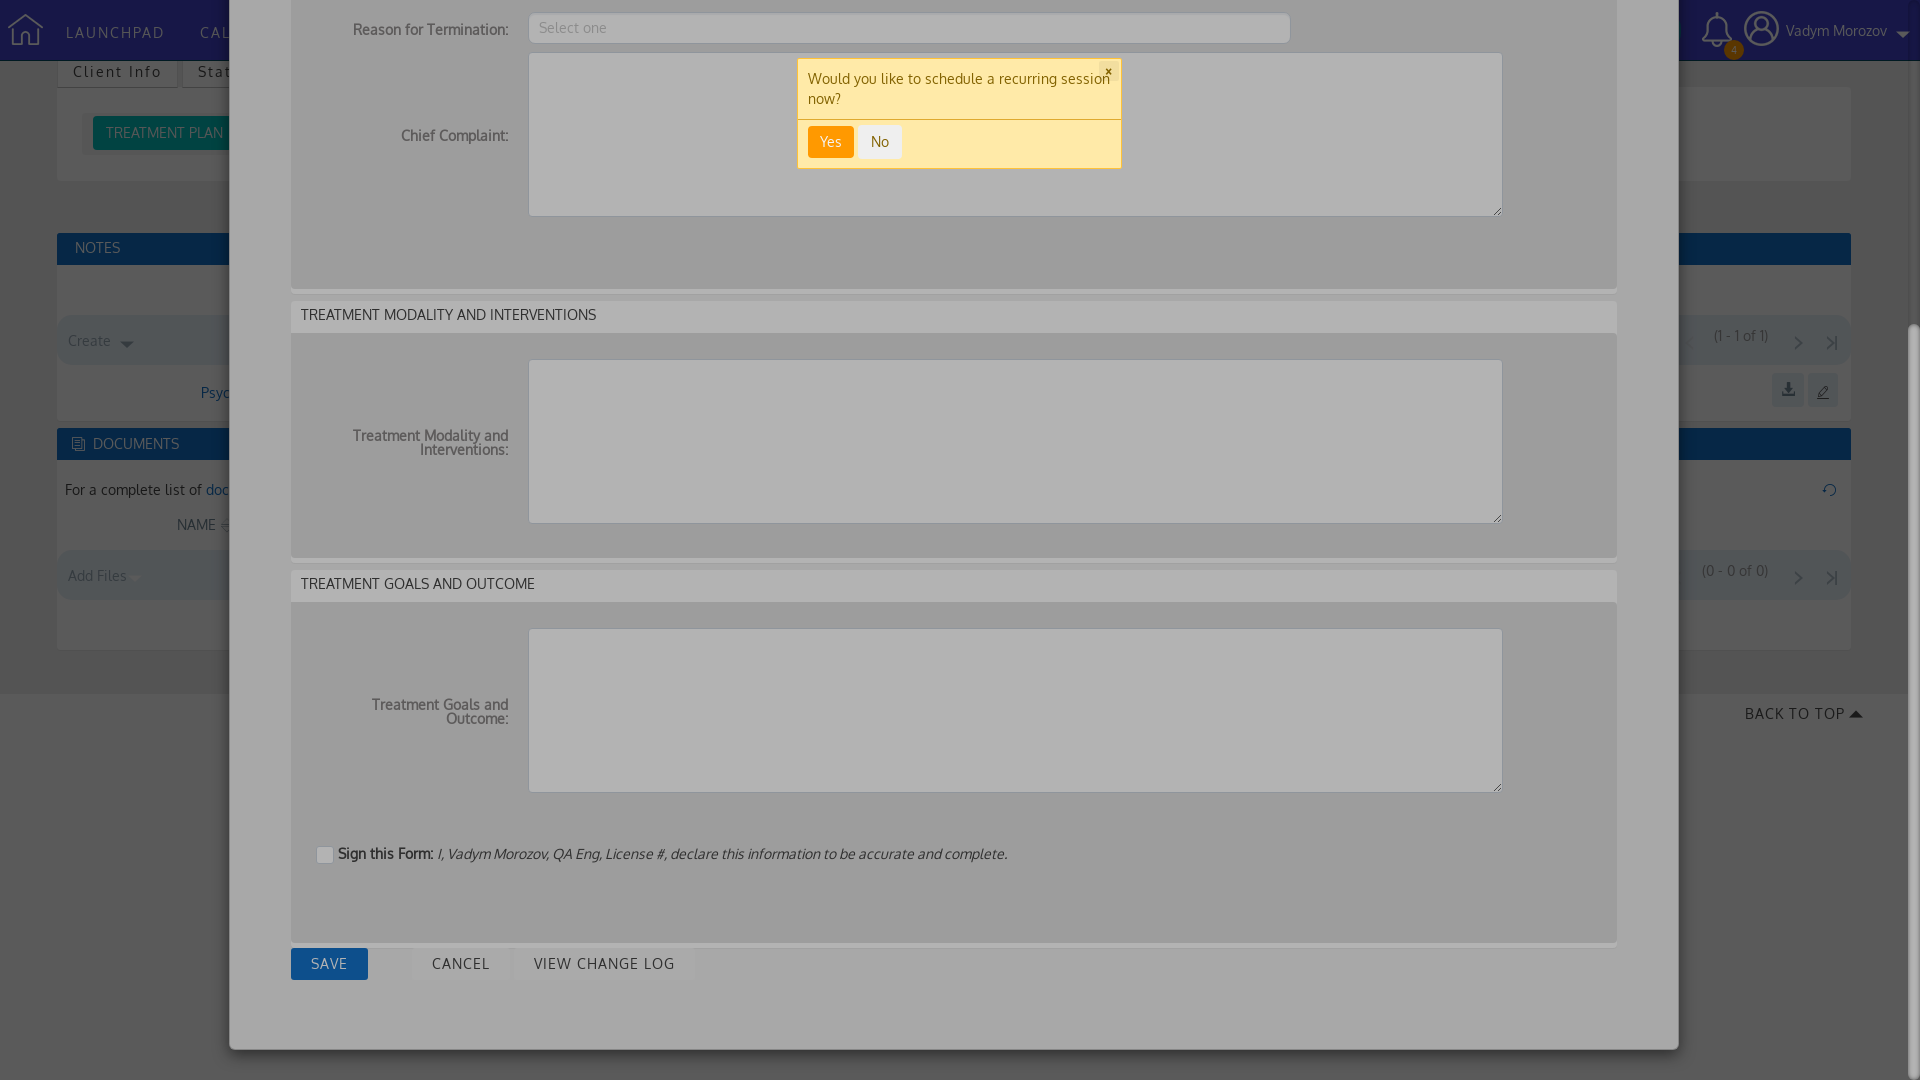 LAUNCHPAD
CAL
4
Vadym Morozov
Reason for Termination:
Select one
Client Info
Stat
x
Would you like to schedule a recurring session
now?
Yes
No
TREATMENT PLAN
Chief Complaint:
NOTES
TREATMENT MODALITY AND INTERVENTIONS
Create
(1 - 1 of 1)
Psyc
Treatment Modality and
Interventions:
DOCUMENTS
For a complete list of doc
NAME
Add Files
(0 - 0 of 0)
TREATMENT GOALS AND OUTCOME
Treatment Goals and
Outcome:
BACK TO TOP
Sign this Form: I, Vadym Morozov, QA Eng, License #, declare this information to be accurate and complete.
SAVE
CANCEL
VIEW CHANGE LOG